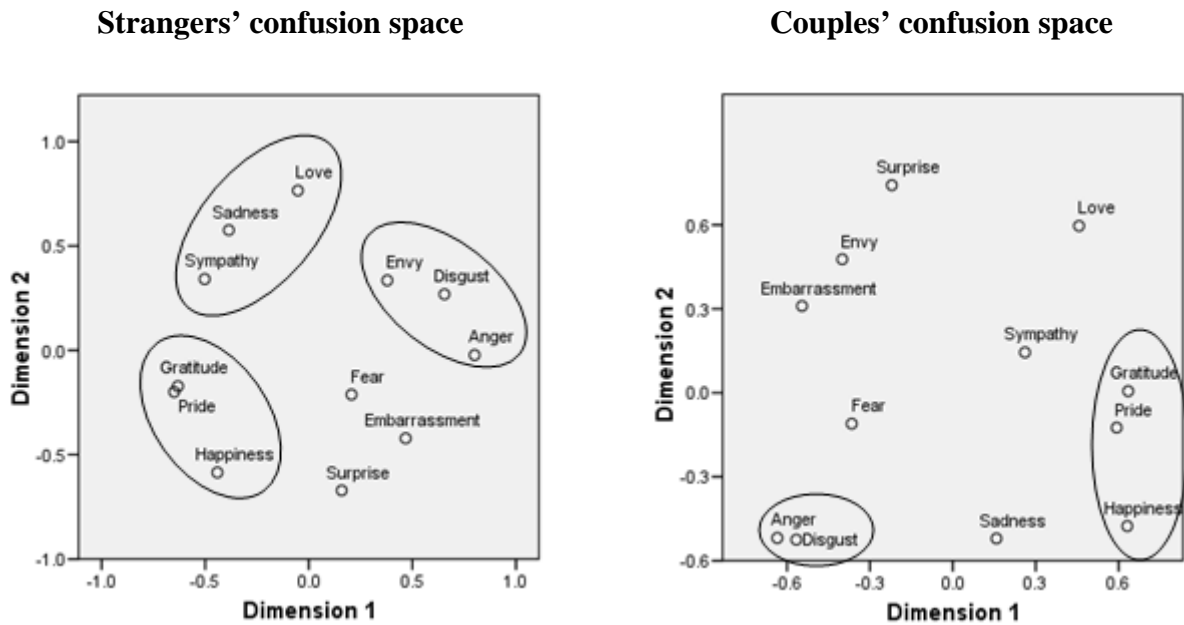 Strangers' confusion space
1.0
0.5
0.0
-0.5
-1.0
Dimension 2
Love
Sadness
Sympathy
Envy
Disgust
Anger
Gratitude
Pride
Happiness
Fear
Embarrassment
Surprise
-1.0 -0.5 0.0 0.5 1.0
Dimension 1
Couples' confusion space
0.6
0.3
0.0
-0.3
-0.6
Dimension 2
Surprise
Love
Envy
Embarrassment
Sympathy
Gratitude
Pride
Fear
Happiness
Anger
Disgust
Sadness
-0.6 -0.3 0.0 0.3 0.6
Dimension 1